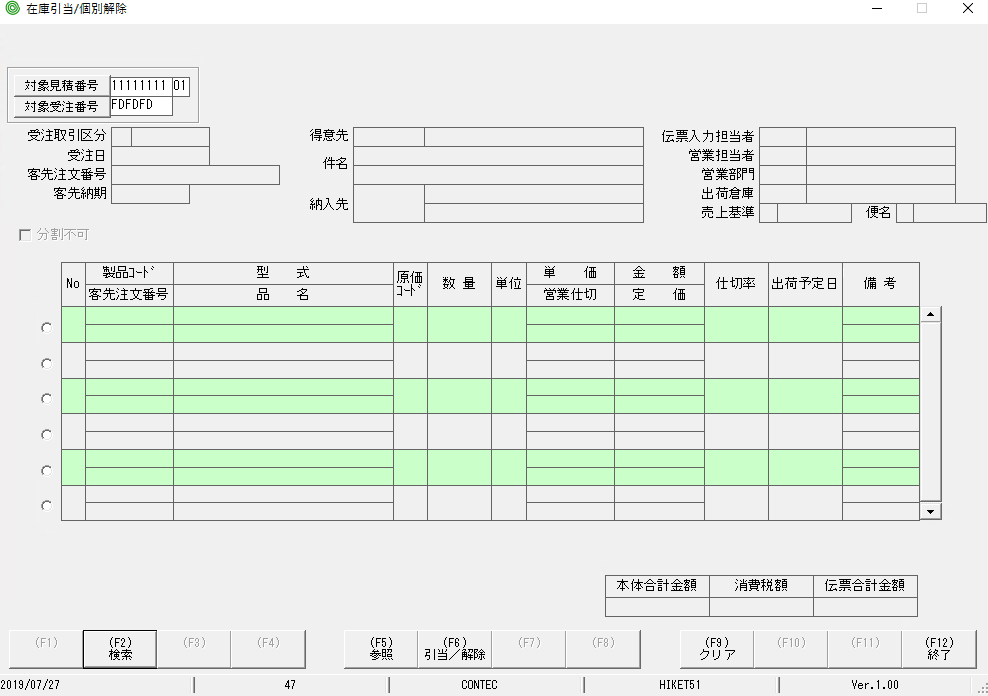 在庫引当/個別解除
対象見積番号 11111111 01
対象受注番号 FDFDFD
受注取引区分 得意先 伝票入力担当者
受注日 件名 営業担当者
客先注文番号 営業部門
客先納期 納入先 出荷倉庫
売上基準 便名
分割不可
No 製品コード 型 式 原価コード 数 量 単位 単 価 金 額 仕切率 出荷予定日 備 考
客先注文番号 品 名 営業仕切 定 価
本体合計金額 消費税額 伝票合計金額
(F1) (F2) (F3) (F4) (F5) (F6) (F7) (F8) (F9) (F10) (F11) (F12)
検索 参照 引当/解除 クリア 終了
2019/07/27 47 CONTEC HIKET51 Ver.1.00